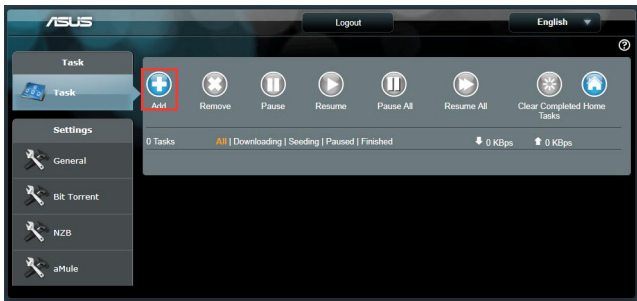 ASUS
Logout
English
?
Task
Task
Add
Remove
Pause
Resume
Pause All
Resume All
Clear Completed Tasks
Home
0 Tasks
All | Downloading | Seeding | Paused | Finished
0 KBps
0 KBps
Settings
General
Bit Torrent
NZB
aMule